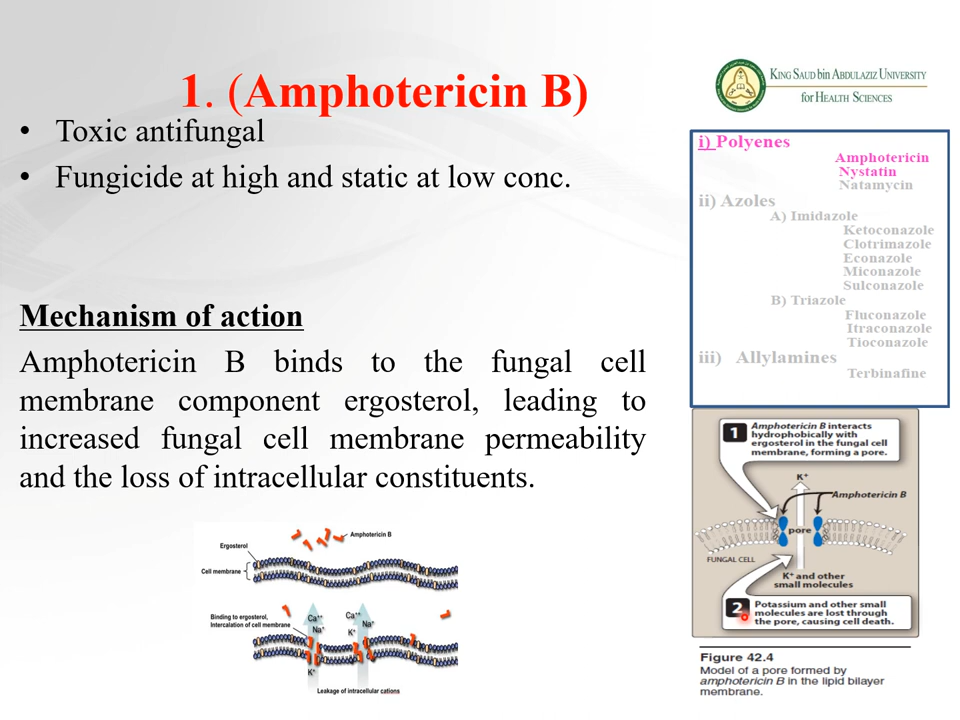 1. (Amphotericin B)
• Toxic antifungal
• Fungicide at high and static at low conc.
Mechanism of action
Amphotericin B binds to the fungal cell
membrane component ergosterol, leading to
increased fungal cell membrane permeability
and the loss of intracellular constituents.
Amphotericin B
Ergosterol
Cell membrane
Binding to ergosterol,
Intercalation of cell membrane
Ca++
Na+
K+
Ca++
Na+
K+
Leakage of intracellular cations
KING SAUD bin ABDULAZIZ UNIVERSITY
for HEALTH SCIENCES
i) Polyenes
Amphotericin
Nystatin
Natamycin
ii) Azoles
A) Imidazole
Ketoconazole
Clotrimazole
Econazole
Miconazole
Sulconazole
B) Triazole
Fluconazole
Itraconazole
Tioconazole
iii) Allylamines
Terbinafine
1 Amphotericin B interacts
hydrophobically with
ergosterol in the fungal cell
membrane, forming a pore.
K+
Amphotericin B
pore
FUNGAL CELL
K+ and other
small molecules
2 Potassium and other small
molecules are lost through
the pore, causing cell death.
Figure 42.4
Model of a pore formed by
amphotericin B in the lipid bilayer
membrane.